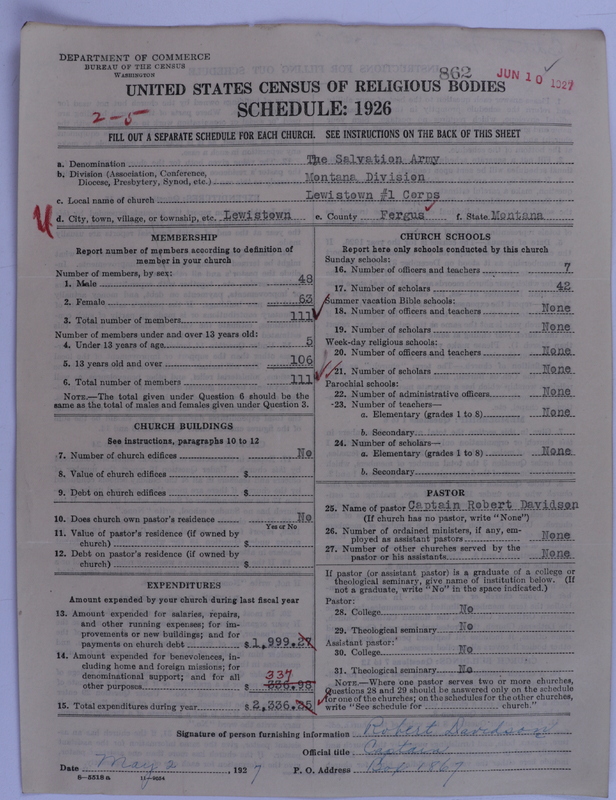 DEPARTMENT OF COMMERCE
BUREAU OF THE CENSUS
WASHINGTON
862
JUN 10 1927
UNITED STATES CENSUS OF RELIGIOUS BODIES
2-5
SCHEDULE: 1926
FILL OUT A SEPARATE SCHEDULE FOR EACH CHURCH. SEE INSTRUCTIONS ON THE BACK OF THIS SHEET
a. Denomination The Salvation Army
b. Division (Association, Conference, Diocese, Presbytery, Synod, etc.) Montana Division
c. Local name of church Lewistown #1 Corps
d. City, town, village, or township, etc. Lewistown e. County Fergus f. State Montana
MEMBERSHIP
Report number of members according to definition of
member in your church
Number of members, by sex:
1. Male 48
2. Female 63
3. Total number of members 111
Number of members under and over 13 years old:
4. Under 13 years of age 5
5. 13 years old and over 106
6. Total number of members 111
NOTE.—The total given under Question 6 should be
same as the total of males and females given under Question 3.
CHURCH BUILDINGS
See instructions, paragraphs 10 to 12
7. Number of church edifices No
8. Value of church edifices $
9. Debt on church edifices $
10. Does church own pastor's residence No
Yes or No
11. Value of pastor's residence (if owned by
church) $
12. Debt on pastor's residence (if owned by
church) $
EXPENDITURES
Amount expended by your church during last fiscal year
13. Amount expended for salaries, repairs,
and other running expenses; for im-
provements or new buildings; and for
payments on church debt $1,999.27
14. Amount expended for benevolences, in-
cluding home and foreign missions; for
denominational support; and for all 337
other purposes $ 336.98
15. Total expenditures during year $2,336.25
CHURCH SCHOOLS
Report here only schools conducted by this church
Sunday schools:
16. Number of officers and teachers 7
17. Number of scholars 42
Summer vacation Bible schools:
18. Number of officers and teachers None
19. Number of scholars None
Week-day religious schools:
20. Number of officers and teachers None
21. Number of scholars None
Parochial schools:
22. Number of administrative officers None
23. Number of teachers—
a. Elementary (grades 1 to 8) None
b. Secondary
24. Number of scholars—
a. Elementary (grades 1 to 8) None
b. Secondary
PASTOR
25. Name of pastor Captain Robert Davidson
(If church has no pastor, write "None")
26. Number of ordained ministers, if any, em-
ployed as assistant pastors None
27. Number of other churches served by the
pastor or his assistants None
If pastor (or assistant pastor) is a graduate of a college or
theological seminary, give name of institution below. (If
not a graduate, write "No" in the space indicated.)
Pastor:
28. College No
29. Theological seminary No
Assistant pastor:
30. College No
31. Theological seminary No
NOTE.—Where one pastor serves two or more churches,
Questions 28 and 29 should be answered only on the schedule
for one of the churches; on the schedules for the other churches,
write "See schedule for church."
Signature of person furnishing information Robert Davidson
Official title Captain
Date May 2, 1927 P. O. Address Box 1867
8—5518 a 11—9224